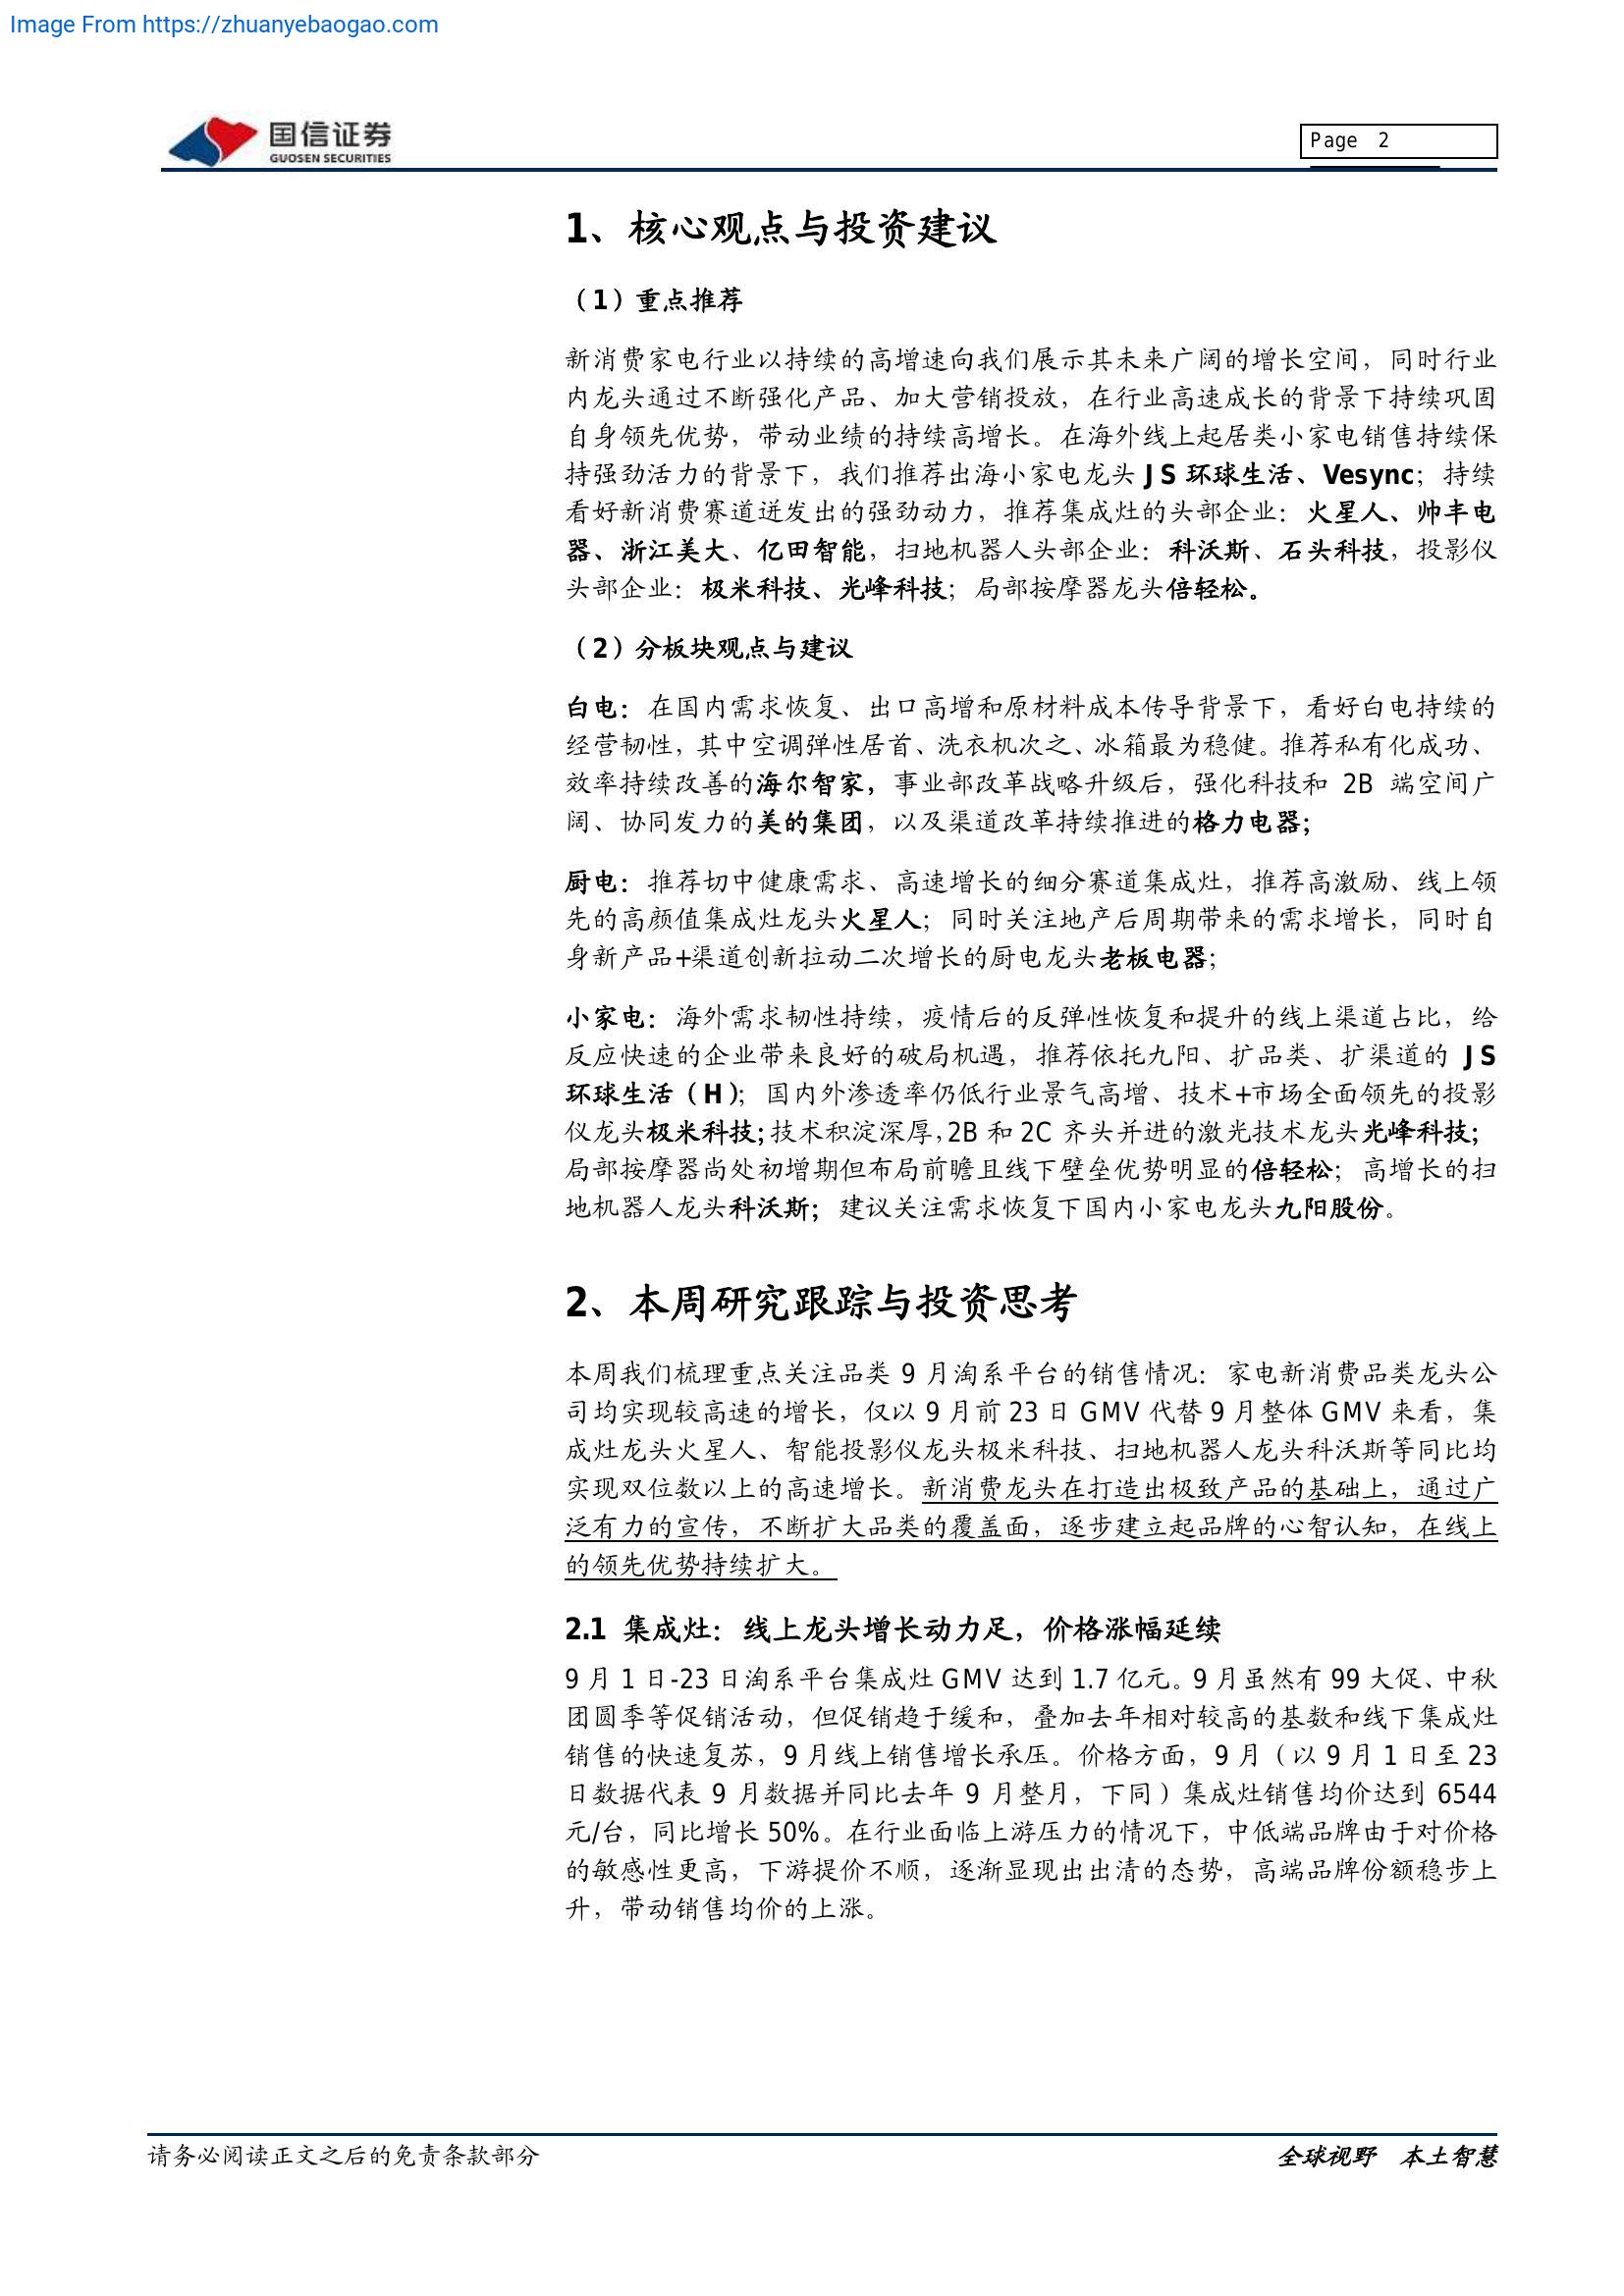 Image From https://zhuanyebaogao.com
国信证券
GUOSEN SECURITIES
Page 2
1、核心观点与投资建议
（1）重点推荐
新消费家电行业以持续的高增速向我们展示其未来广阔的增长空间，同时行业
内龙头通过不断强化产品、加大营销投放，在行业高速成长的背景下持续巩固
自身领先优势，带动业绩的持续高增长。在海外线上起居类小家电销售持续保
持强劲活力的背景下，我们推荐出海小家电龙头 JS 环球生活、Vesync；持续
看好新消费赛道迸发出的强劲动力，推荐集成灶的头部企业：火星人、帅丰电
器、浙江美大、亿田智能，扫地机器人头部企业：科沃斯、石头科技，投影仪
头部企业：极米科技、光峰科技；局部按摩器龙头倍轻松。
（2）分板块观点与建议
白电：在国内需求恢复、出口高增和原材料成本传导背景下，看好白电持续的
经营韧性，其中空调弹性居首、洗衣机次之、冰箱最为稳健。推荐私有化成功、
效率持续改善的海尔智家，事业部改革战略升级后，强化科技和 2B 端空间广
阔、协同发力的美的集团，以及渠道改革持续推进的格力电器；
厨电：推荐切中健康需求、高速增长的细分赛道集成灶，推荐高激励、线上领
先的高颜值集成灶龙头火星人；同时关注地产后周期带来的需求增长，同时自
身新产品+渠道创新拉动二次增长的厨电龙头老板电器；
小家电：海外需求韧性持续，疫情后的反弹性恢复和提升的线上渠道占比，给
反应快速的企业带来良好的破局机遇，推荐依托九阳、扩品类、扩渠道的 JS
环球生活（H）；国内外渗透率仍低行业景气高增、技术+市场全面领先的投影
仪龙头极米科技；技术积淀深厚，2B 和 2C 齐头并进的激光技术龙头光峰科技；
局部按摩器尚处初增期但布局前瞻且线下壁垒优势明显的倍轻松；高增长的扫
地机器人龙头科沃斯；建议关注需求恢复下国内小家电龙头九阳股份。
2、本周研究跟踪与投资思考
本周我们梳理重点关注品类 9 月淘系平台的销售情况：家电新消费品类龙头公
司均实现较高速的增长，仅以 9 月前 23 日 GMV 代替 9 月整体 GMV 来看，集
成灶龙头火星人、智能投影仪龙头极米科技、扫地机器人龙头科沃斯等同比均
实现双位数以上的高速增长。新消费龙头在打造出极致产品的基础上，通过广
泛有力的宣传，不断扩大品类的覆盖面，逐步建立起品牌的心智认知，在线上
的领先优势持续扩大。
2.1 集成灶：线上龙头增长动力足，价格涨幅延续
9 月 1 日-23 日淘系平台集成灶 GMV 达到 1.7 亿元。9 月虽然有 99 大促、中秋
团圆季等促销活动，但促销趋于缓和，叠加去年相对较高的基数和线下集成灶
销售的快速复苏，9 月线上销售增长承压。价格方面，9 月（以 9 月 1 日至 23
日数据代表 9 月数据并同比去年 9 月整月，下同）集成灶销售均价达到 6544
元/台，同比增长 50%。在行业面临上游压力的情况下，中低端品牌由于对价格
的敏感性更高，下游提价不顺，逐渐显现出出清的态势，高端品牌份额稳步上
升，带动销售均价的上涨。
请务必阅读正文之后的免责条款部分
全球视野 本土智慧